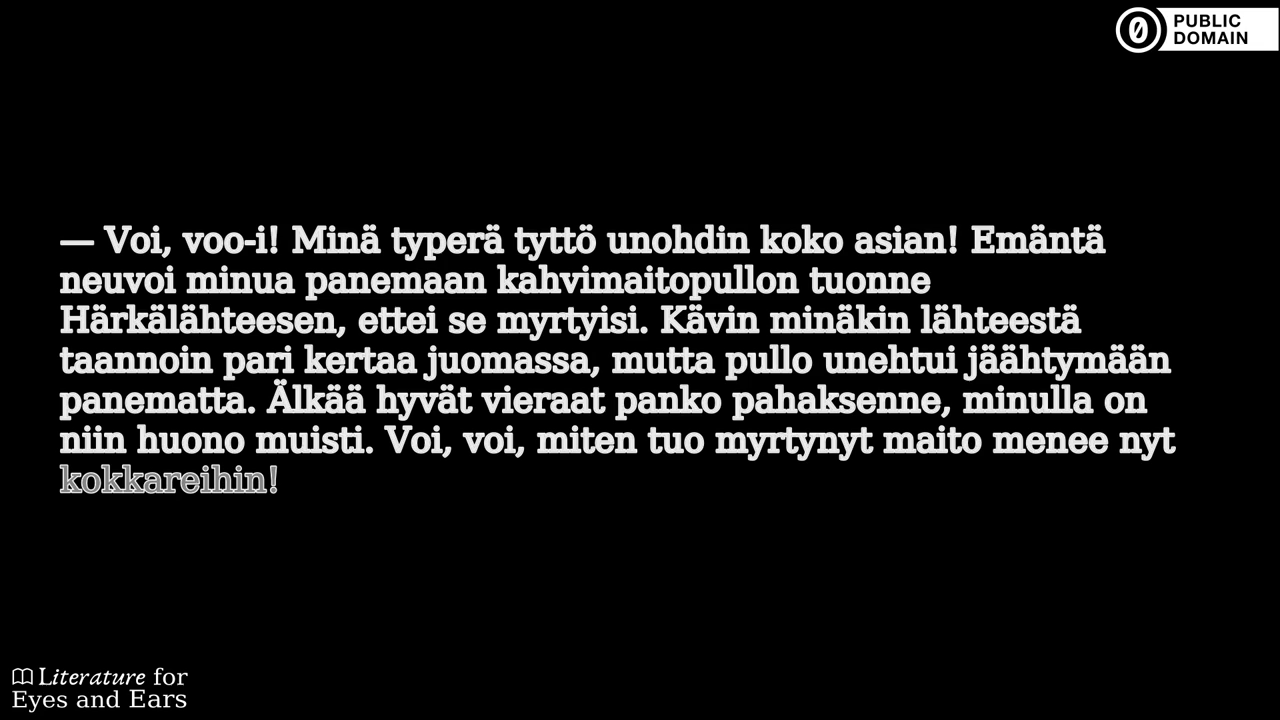 PUBLIC
DOMAIN
— Voi, voo-i! Minä typerä tyttö unohdin koko asian! Emäntä
neuvoi minua panemaan kahvimaitopullon tuonne
Härkälähteesen, ettei se myrtyisi. Kävin minäkin lähteestä
taannoin pari kertaa juomassa, mutta pullo unehtui jäähtymään
panematta. Älkää hyvät vieraat panko pahaksenne, minulla on
niin huono muisti. Voi, voi, miten tuo myrtynyt maito menee nyt
kokkareihin!
Literature for
Eyes and Ears